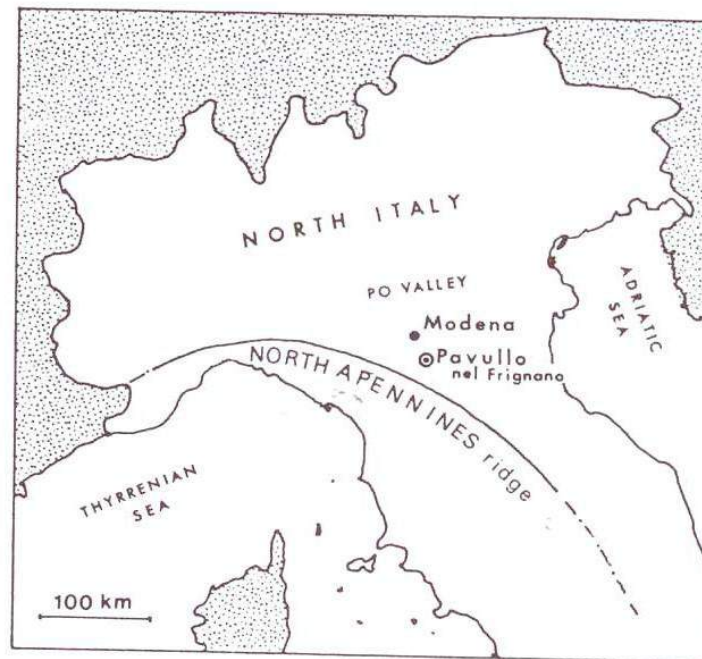 NORTH ITALY
PO VALLEY
ADRIATIC
SEA
Modena
Pavullo
nel Frignano
NORTH APENNINES ridge
THYRRENIAN
SEA
100 km